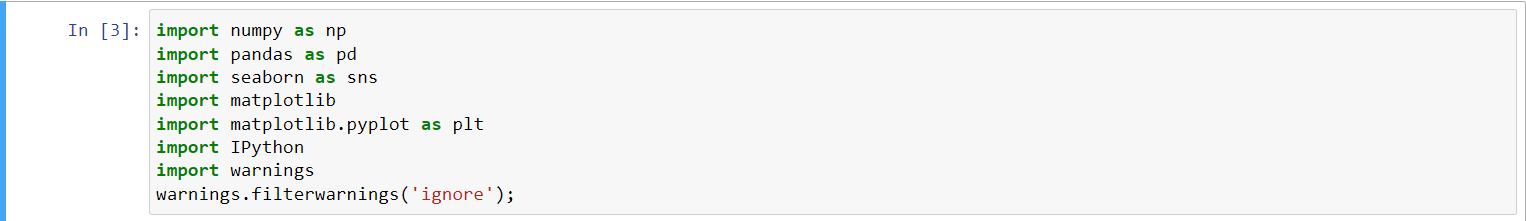 In [3]: import numpy as np
import pandas as pd
import seaborn as sns
import matplotlib
import matplotlib.pyplot as plt
import IPython
import warnings
warnings.filterwarnings('ignore');